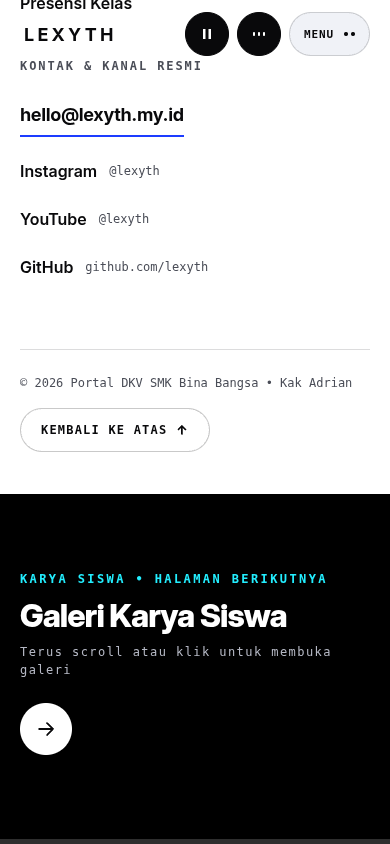 Presensi Kelas
LEXYTH
MENU
KONTAK & KANAL RESMI
hello@lexyth.my.id
Instagram @lexyth
YouTube @lexyth
GitHub github.com/lexyth
© 2026 Portal DKV SMK Bina Bangsa • Kak Adrian
KEMBALI KE ATAS ↑
KARYA SISWA • HALAMAN BERIKUTNYA
Galeri Karya Siswa
Terus scroll atau klik untuk membuka
galeri